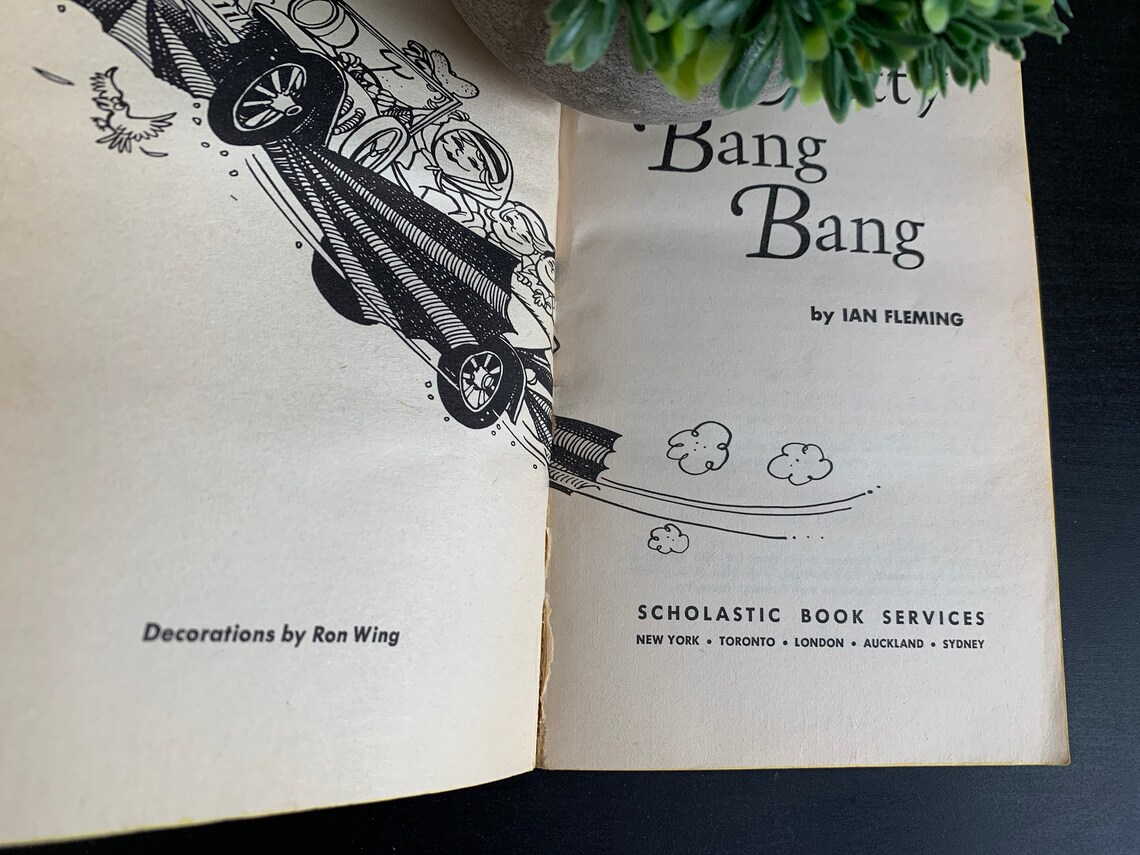 Decorations by Ron Wing
Bang
Bang
by IAN FLEMING
SCHOLASTIC BOOK SERVICES
NEW YORK • TORONTO • LONDON • AUCKLAND • SYDNEY